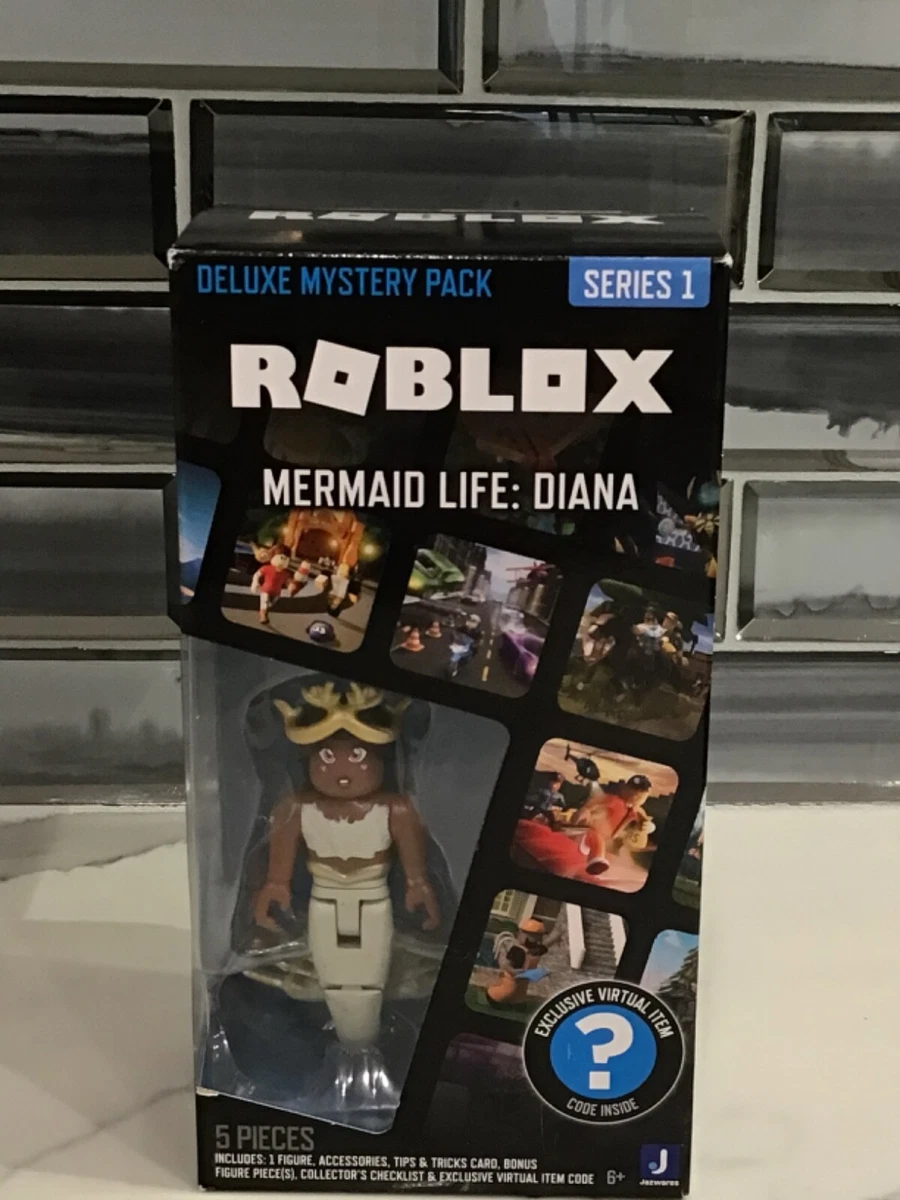 ROBLOX
DELUXE MYSTERY PACK
SERIES 1
ROBLOX
MERMAID LIFE: DIANA
EXCLUSIVE VIRTUAL ITEM
?
CODE INSIDE
5 PIECES
INCLUDES: 1 FIGURE, ACCESSORIES, TIPS & TRICKS CARD, BONUS
FIGURE PIECE(S), COLLECTOR'S CHECKLIST & EXCLUSIVE VIRTUAL ITEM CODE
6+
J
Jazwares